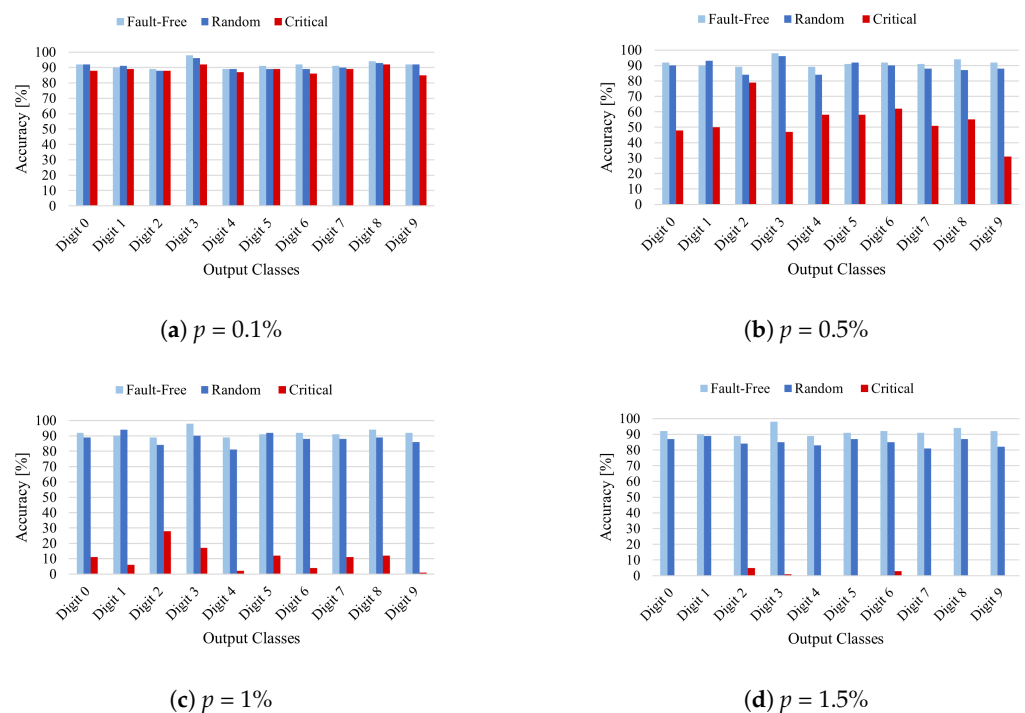 Fault-Free Random Critical
100
90
80
70
60
50
40
30
20
10
0
Accuracy [%]
Digit 0 Digit 1 Digit 2 Digit 3 Digit 4 Digit 5 Digit 6 Digit 7 Digit 8 Digit 9
Output Classes
(a) p = 0.1%
Fault-Free Random Critical
100
90
80
70
60
50
40
30
20
10
0
Accuracy [%]
Digit 0 Digit 1 Digit 2 Digit 3 Digit 4 Digit 5 Digit 6 Digit 7 Digit 8 Digit 9
Output Classes
(b) p = 0.5%
Fault-Free Random Critical
100
90
80
70
60
50
40
30
20
10
0
Accuracy [%]
Digit 0 Digit 1 Digit 2 Digit 3 Digit 4 Digit 5 Digit 6 Digit 7 Digit 8 Digit 9
Output Classes
(c) p = 1%
Fault-Free Random Critical
100
90
80
70
60
50
40
30
20
10
0
Accuracy [%]
Digit 0 Digit 1 Digit 2 Digit 3 Digit 4 Digit 5 Digit 6 Digit 7 Digit 8 Digit 9
Output Classes
(d) p = 1.5%